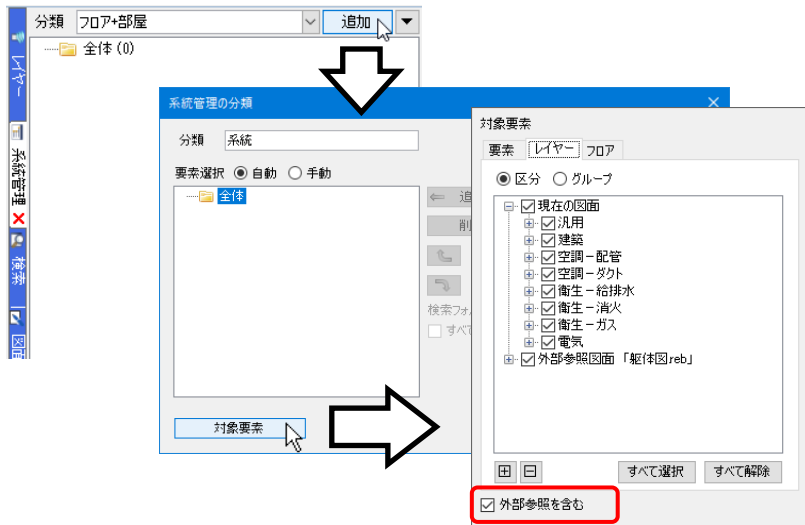 分類 フロア+部屋 追加
全体 (0)
レイヤー
系統管理
検索
図面
系統管理の分類
分類 系統
要素選択 自動 手動
全体
追
削
検索フォ
すべて
対象要素
対象要素
要素 レイヤー フロア
区分 グループ
現在の図面
汎用
建築
空調－配管
空調－ダクト
衛生－給排水
衛生－消火
衛生－ガス
電気
外部参照図面 「躯体図.reb」
すべて選択 すべて解除
外部参照を含む